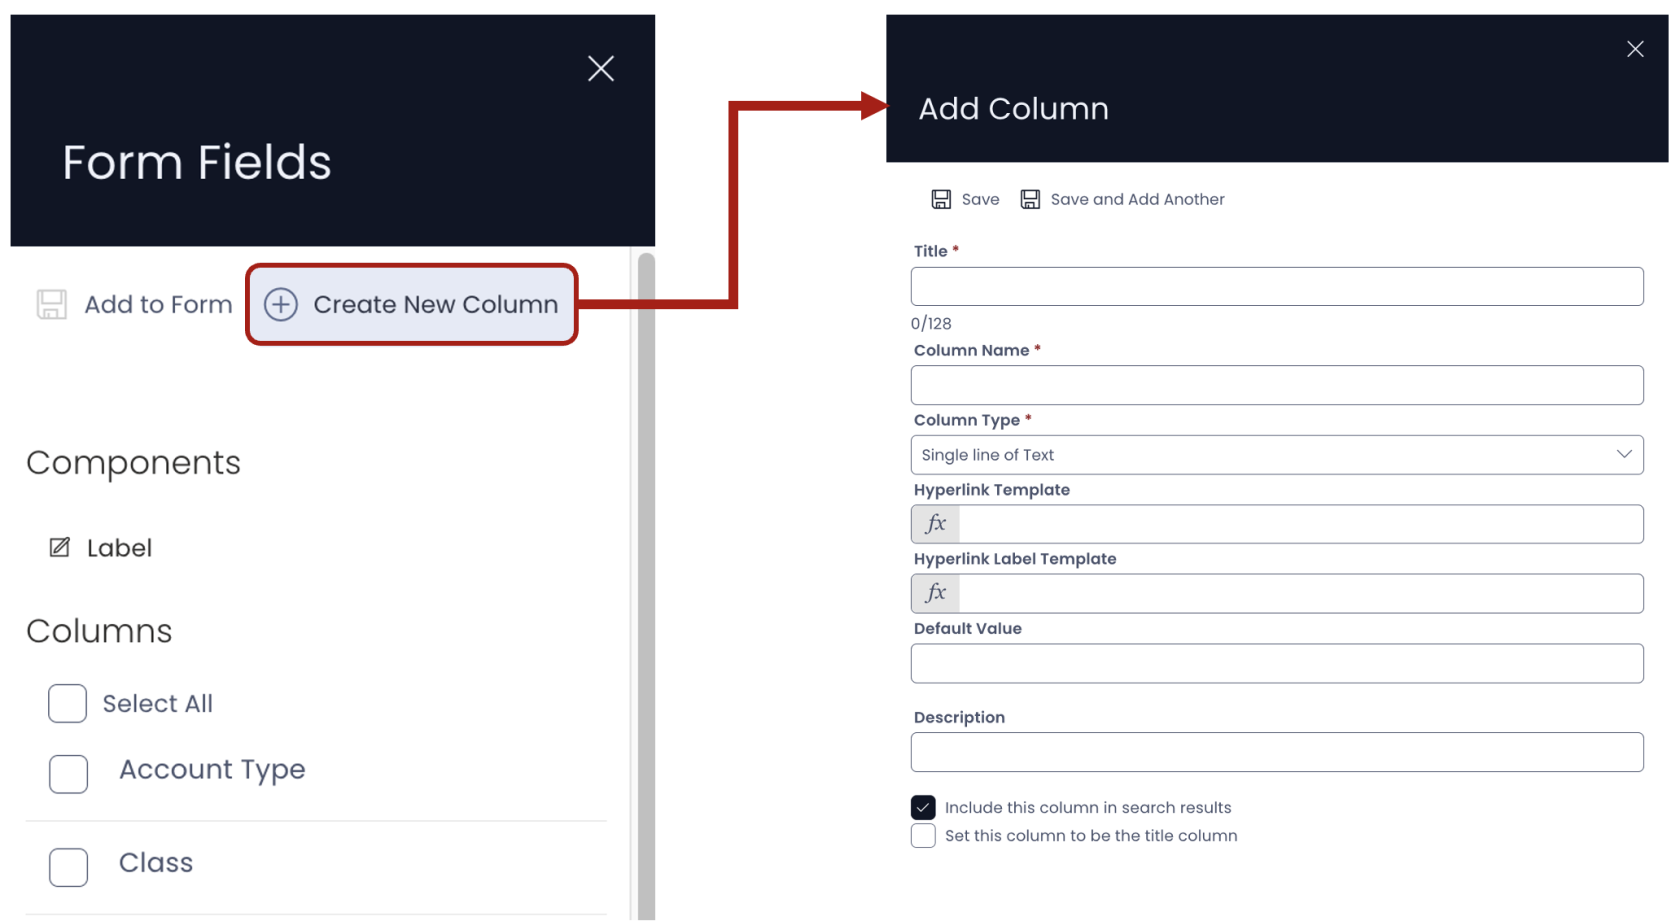 Form Fields
Add to Form
Create New Column
Components
Label
Columns
Select All
Account Type
Class
Add Column
Save
Save and Add Another
Title *
0/128
Column Name *
Column Type *
Single line of Text
Hyperlink Template
fx
Hyperlink Label Template
fx
Default Value
Description
Include this column in search results
Set this column to be the title column